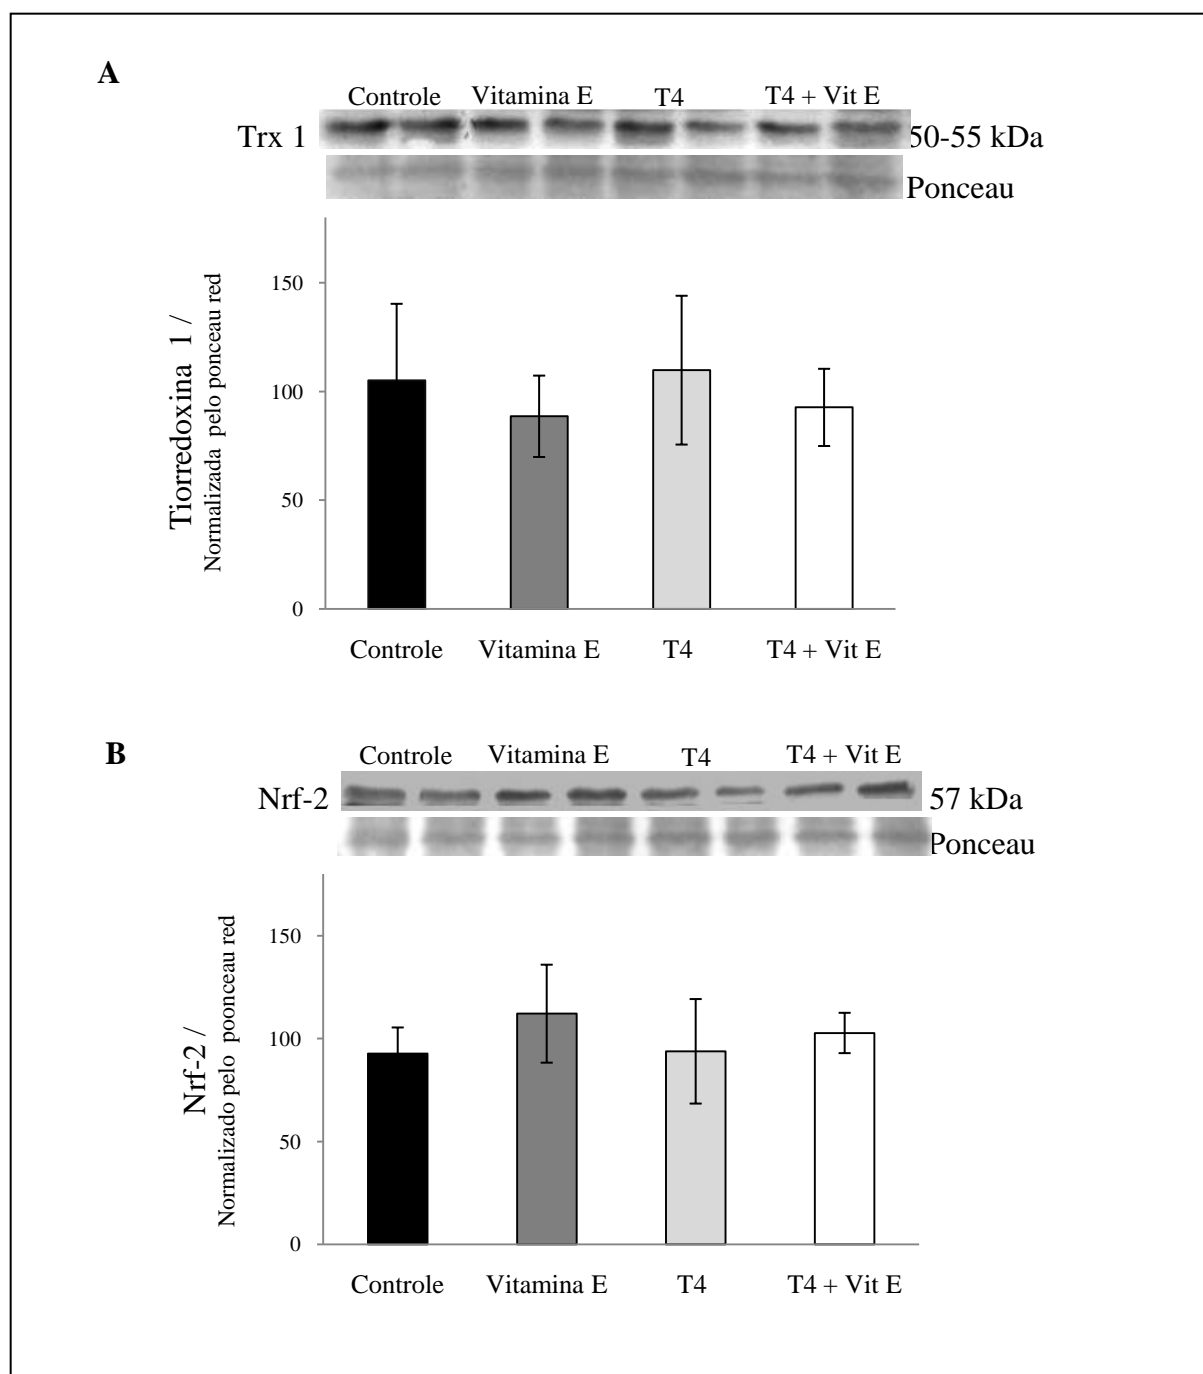 A
Controle Vitamina E T4 T4 + Vit E
Trx 1 50-55 kDa
Ponceau
Tiorredoxina 1 /
Normalizada pelo ponceau red
150
100
50
0
Controle Vitamina E T4 T4 + Vit E
B
Controle Vitamina E T4 T4 + Vit E
Nrf-2 57 kDa
Ponceau
Nrf-2 /
Normalizado pelo poonceau red
150
100
50
0
Controle Vitamina E T4 T4 + Vit E